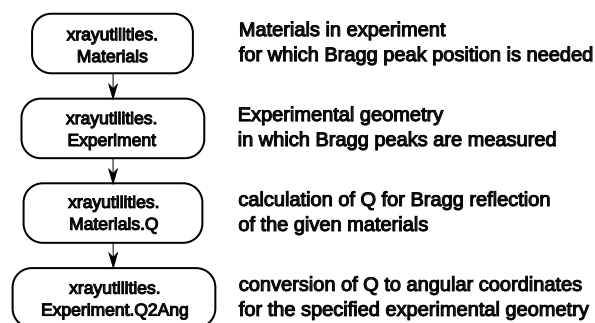 xrayutilities.
Materials
Materials in experiment
for which Bragg peak position is needed
xrayutilities.
Experiment
Experimental geometry
in which Bragg peaks are measured
xrayutilities.
Materials.Q
calculation of Q for Bragg reflection
of the given materials
xrayutilities.
Experiment.Q2Ang
conversion of Q to angular coordinates
for the specified experimental geometry